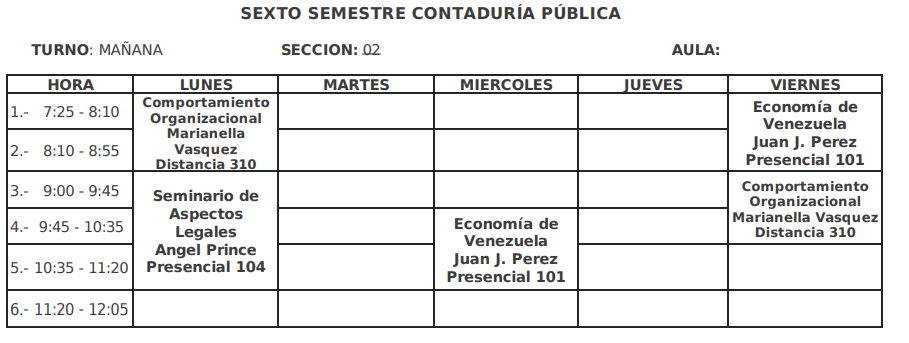 SEXTO SEMESTRE CONTADURÍA PÚBLICA
TURNO: MAÑANA SECCION: 02 AULA:
HORA LUNES MARTES MIERCOLES JUEVES VIERNES
1.- 7:25 - 8:10
2.- 8:10 - 8:55
Comportamiento
Organizacional
Marianella
Vasquez
Distancia 310
Economía de
Venezuela
Juan J. Perez
Presencial 101
3.- 9:00 - 9:45
4.- 9:45 - 10:35
5.- 10:35 - 11:20
Seminario de
Aspectos
Legales
Angel Prince
Presencial 104
Economía de
Venezuela
Juan J. Perez
Presencial 101
Comportamiento
Organizacional
Marianella Vasquez
Distancia 310
6.- 11:20 - 12:05